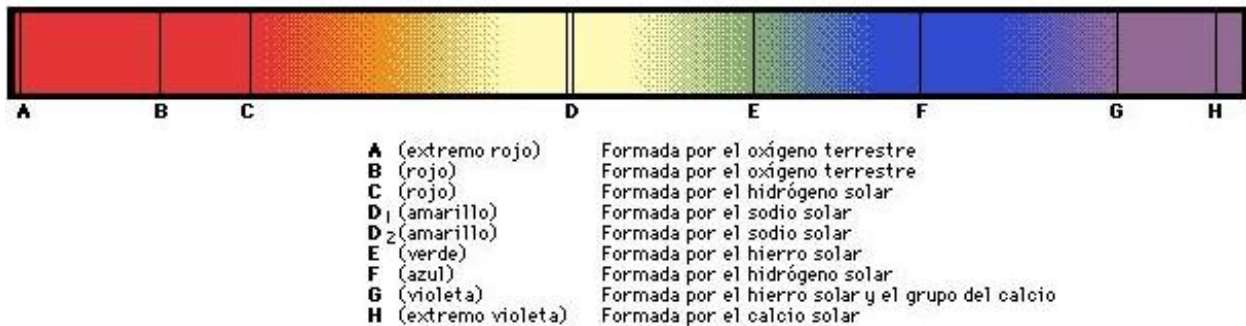 A B C D E F G H
A (extremo rojo) Formada por el oxígeno terrestre
B (rojo) Formada por el oxígeno terrestre
C (rojo) Formada por el hidrógeno solar
D1 (amarillo) Formada por el sodio solar
D2 (amarillo) Formada por el sodio solar
E (verde) Formada por el hierro solar
F (azul) Formada por el hidrógeno solar
G (violeta) Formada por el hierro solar y el grupo del calcio
H (extremo violeta) Formada por el calcio solar